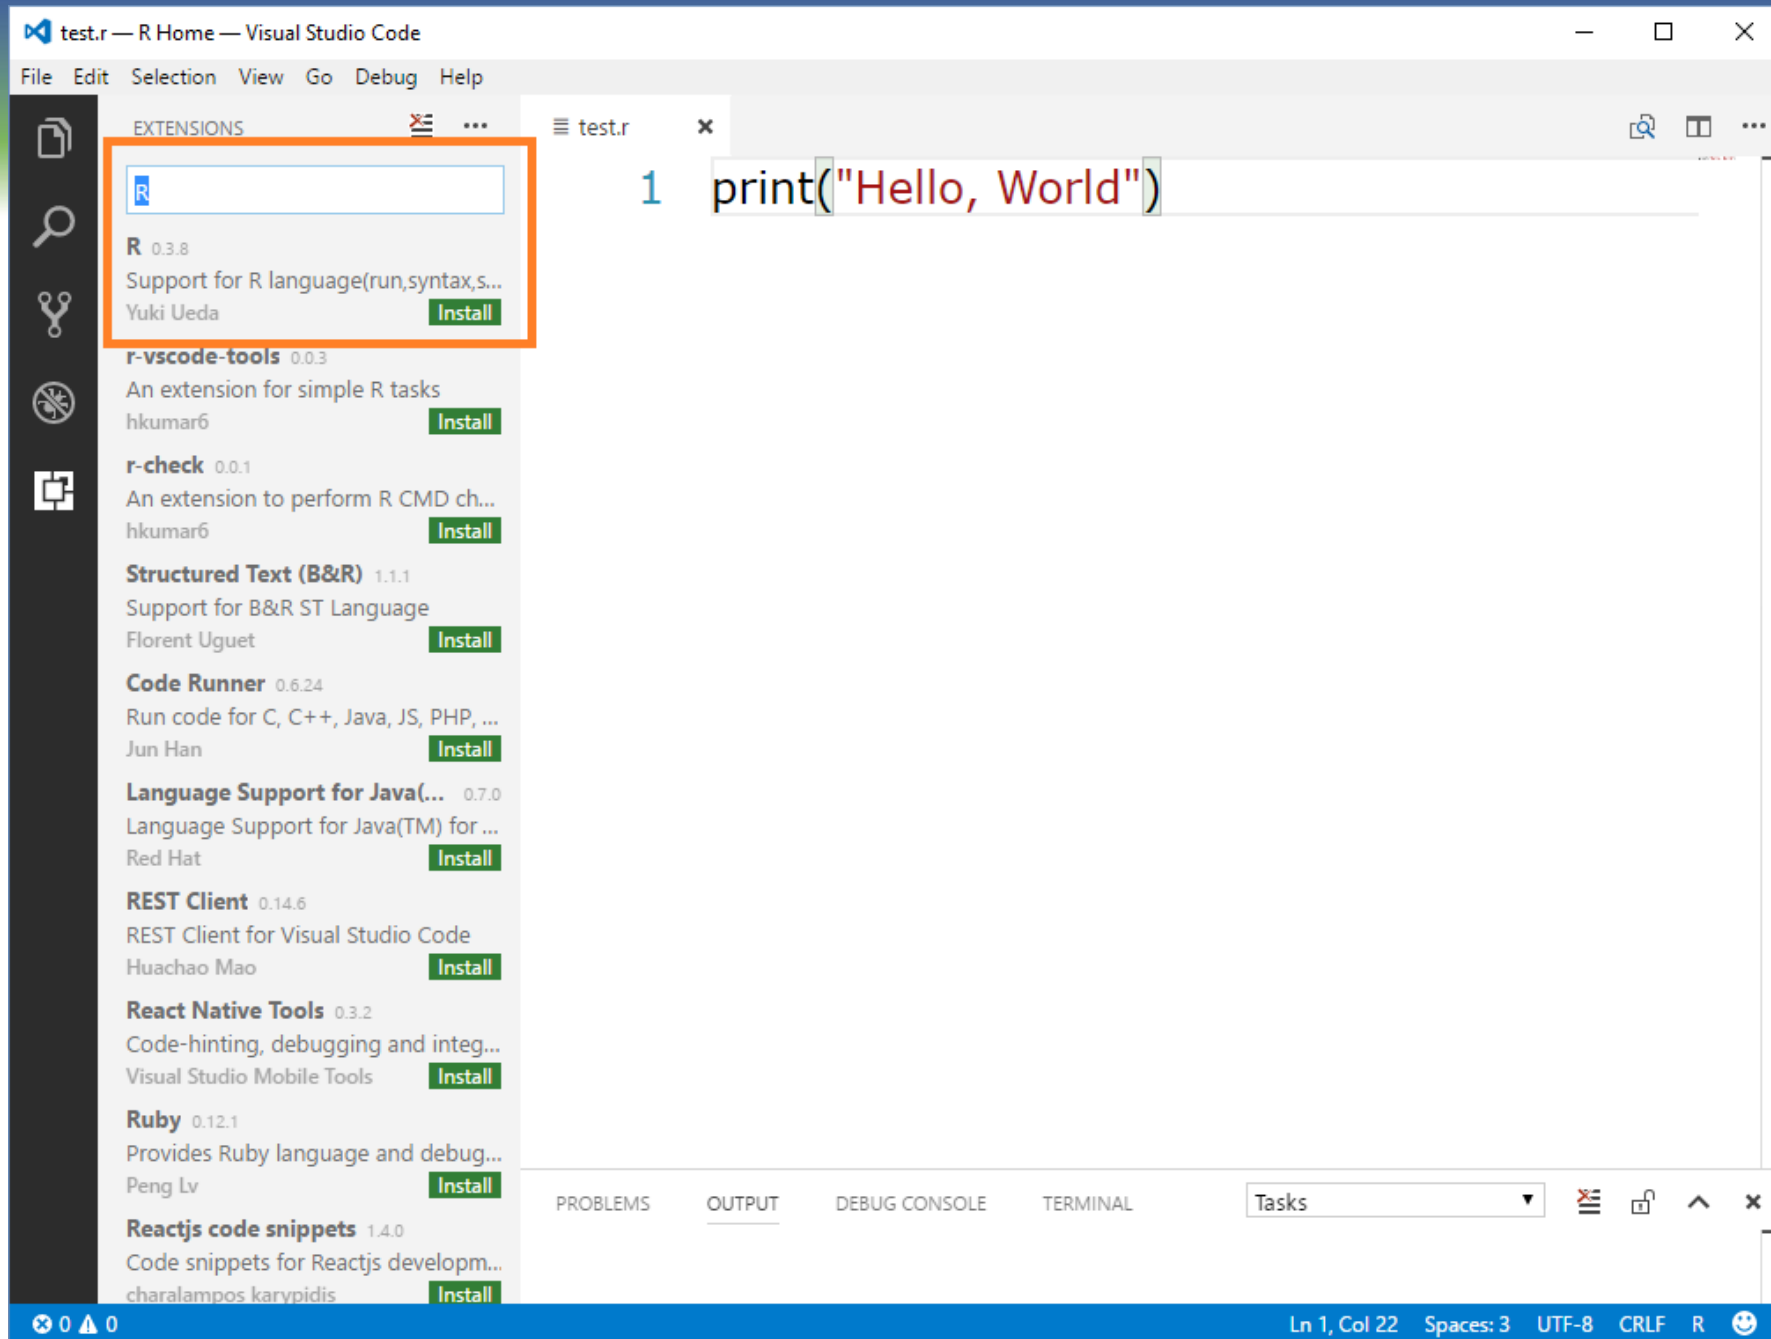 test.r — R Home — Visual Studio Code
File Edit Selection View Go Debug Help
EXTENSIONS
R
R 0.3.8
Support for R language(run,syntax,s...
Yuki Ueda Install
r-vscode-tools 0.0.3
An extension for simple R tasks
hkumar6 Install
r-check 0.0.1
An extension to perform R CMD ch...
hkumar6 Install
Structured Text (B&R) 1.1.1
Support for B&R ST Language
Florent Uguet Install
Code Runner 0.6.24
Run code for C, C++, Java, JS, PHP, ...
Jun Han Install
Language Support for Java(... 0.7.0
Language Support for Java(TM) for ...
Red Hat Install
REST Client 0.14.6
REST Client for Visual Studio Code
Huachao Mao Install
React Native Tools 0.3.2
Code-hinting, debugging and integ...
Visual Studio Mobile Tools Install
Ruby 0.12.1
Provides Ruby language and debug...
Peng Lv Install
Reactjs code snippets 1.4.0
Code snippets for Reactjs developm...
charalampos karypidis Install
test.r
1 print("Hello, World")
PROBLEMS OUTPUT DEBUG CONSOLE TERMINAL Tasks
0 0 Ln 1, Col 22 Spaces: 3 UTF-8 CRLF R